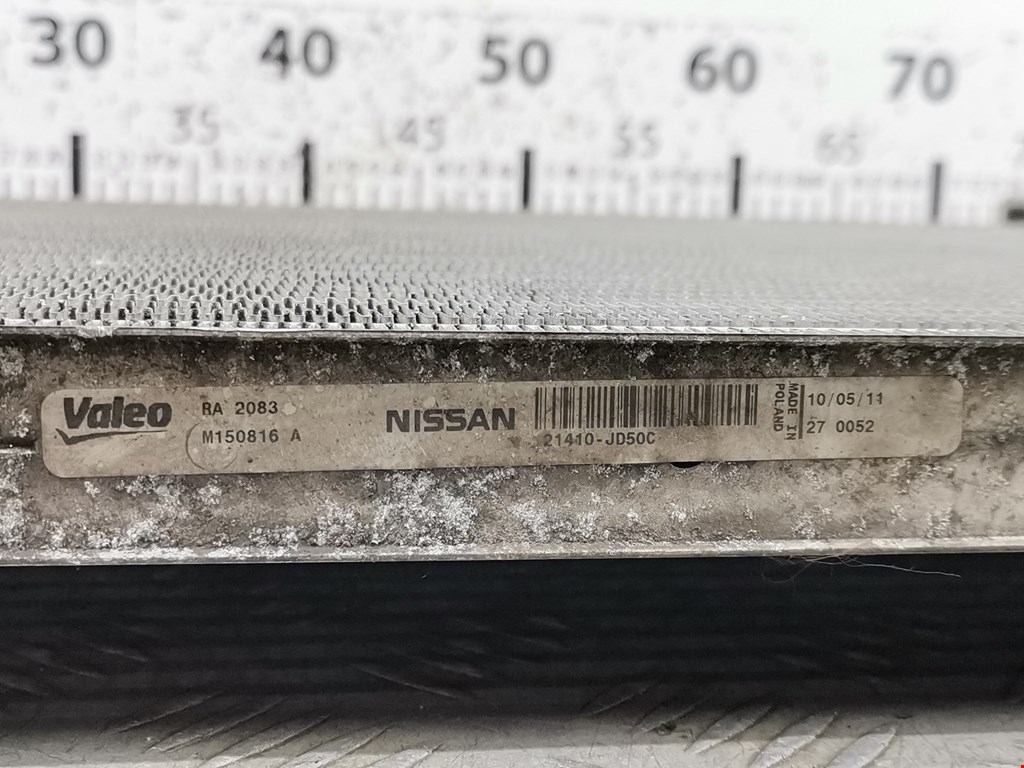 30 40 50 60 70
35 45 55 65
Valeo
RA 2083
M150816 A
NISSAN
21410-JD50C
MADE IN
POLAND
10/05/11
27 0052